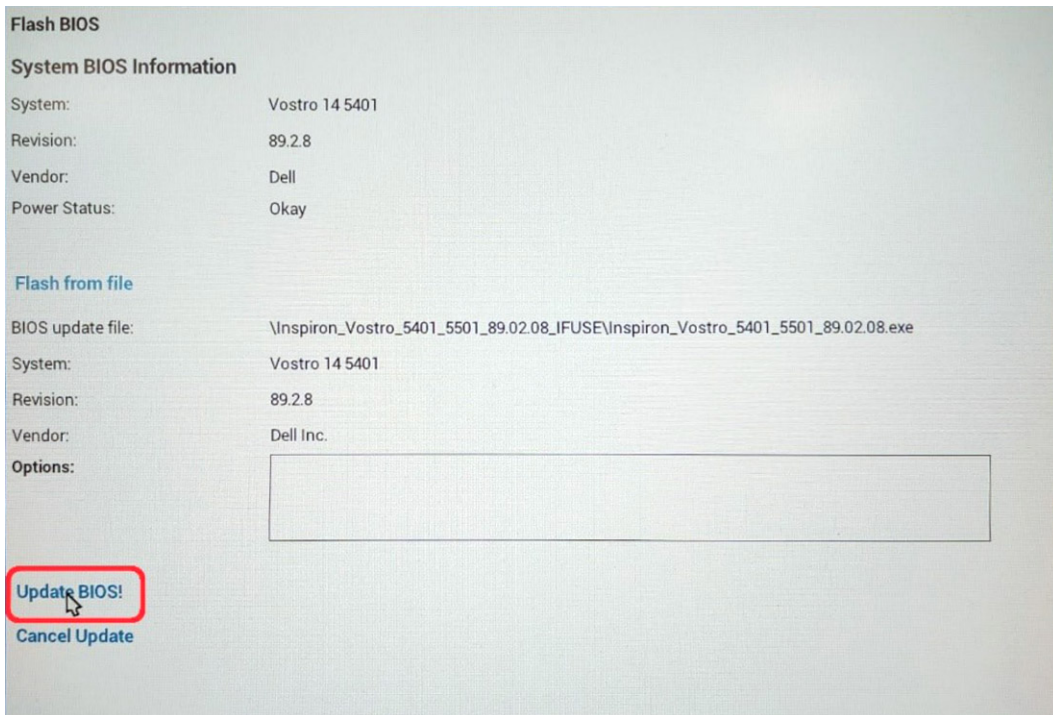 Flash BIOS
System BIOS Information
System: Vostro 14 5401
Revision: 89.2.8
Vendor: Dell
Power Status: Okay
Flash from file
BIOS update file: \Inspiron_Vostro_5401_5501_89.02.08_IFUSE\Inspiron_Vostro_5401_5501_89.02.08.exe
System: Vostro 14 5401
Revision: 89.2.8
Vendor: Dell Inc.
Options:
Update BIOS!
Cancel Update